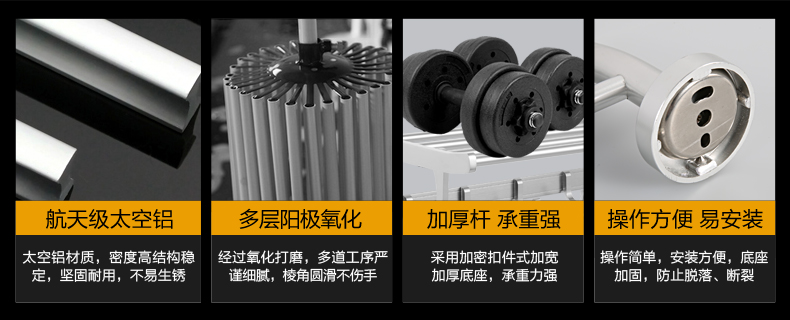 航天级太空铝
太空铝材质，密度高结构稳
定，坚固耐用，不易生锈
多层阳极氧化
经过氧化打磨，多道工序严
谨细腻，棱角圆滑不伤手
加厚杆 承重强
采用加密扣件式加宽
加厚底座，承重力强
操作方便 易安装
操作简单，安装方便，底座
加固，防止脱落、断裂